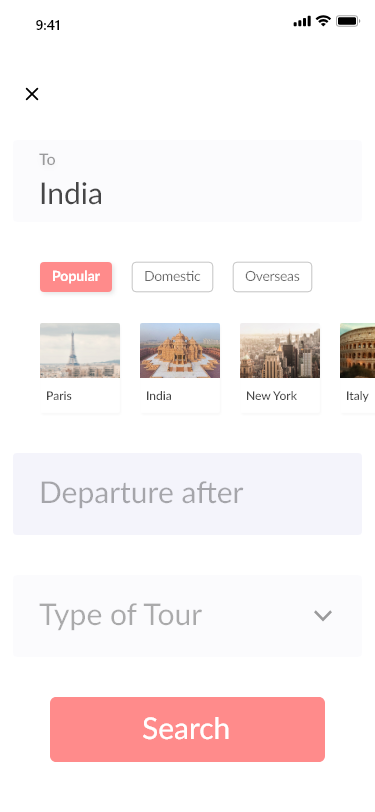 9:41
To
India
Popular Domestic Overseas
Paris India New York Italy
Departure after
Type of Tour
Search